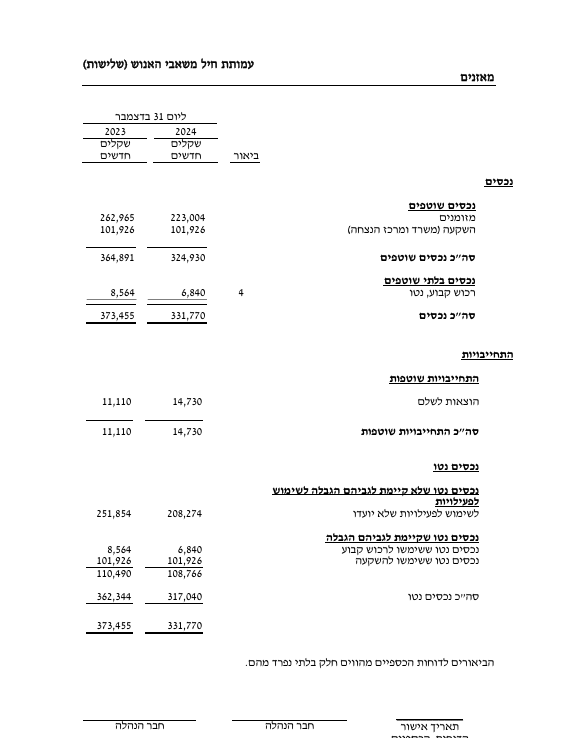 עמותת חיל משאבי האנוש (שלישות)
מאזנים
ליום 31 בדצמבר
2024 2023
שקלים שקלים
ביאור חדשים חדשים
נכסים
נכסים שוטפים
מזומנים 223,004 262,965
השקעה (משרד ומרכז הנצחה) 101,926 101,926
סה״כ נכסים שוטפים 324,930 364,891
נכסים בלתי שוטפים
רכוש קבוע, נטו 4 6,840 8,564
סה״כ נכסים 331,770 373,455
התחייבויות
התחייבויות שוטפות
הוצאות לשלם 14,730 11,110
סה״כ התחייבויות שוטפות 14,730 11,110
נכסים נטו
נכסים נטו שלא קיימת לגביהם הגבלה לשימוש
לפעילויות
לשימוש לפעילויות שלא יועדו 208,274 251,854
נכסים נטו שקיימת לגביהם הגבלה
נכסים נטו ששימשו לרכוש קבוע 6,840 8,564
נכסים נטו ששימשו להשקעה 101,926 101,926
108,766 110,490
סה״כ נכסים נטו 317,040 362,344
331,770 373,455
הביאורים לדוחות הכספיים מהווים חלק בלתי נפרד מהם.
תאריך אישור חבר הנהלה חבר הנהלה
הדוחות הכספיים